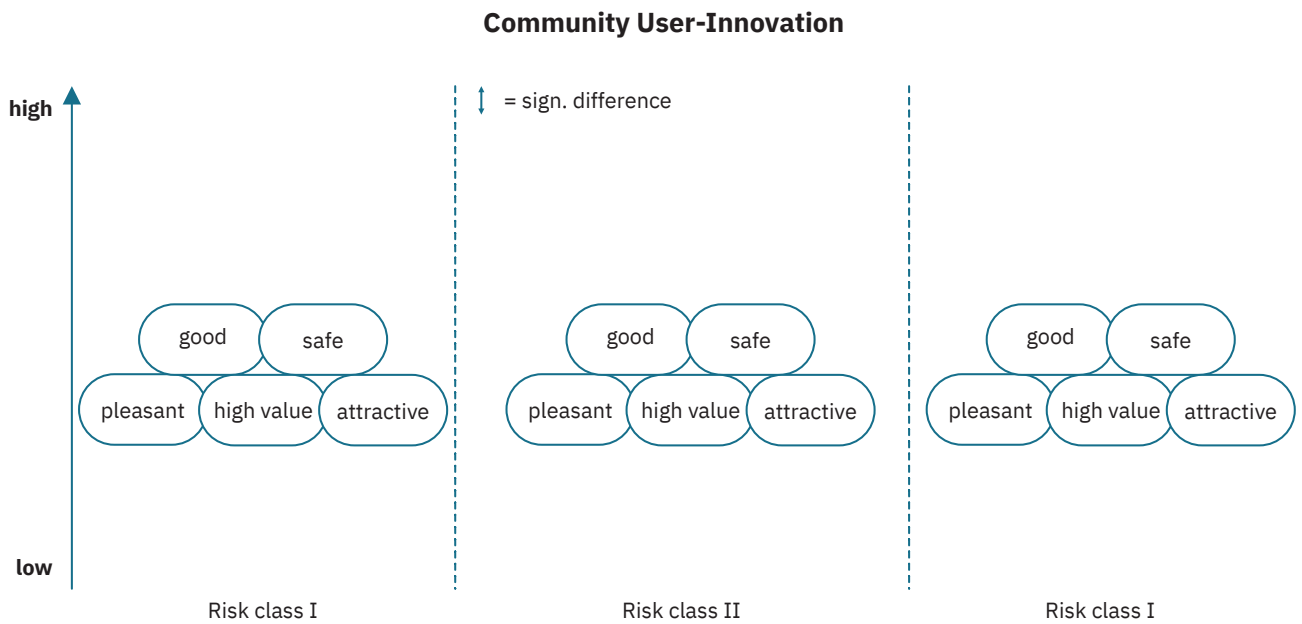 Community User-Innovation
high
= sign. difference
good safe
pleasant high value attractive
good safe
pleasant high value attractive
good safe
pleasant high value attractive
low
Risk class I
Risk class II
Risk class I